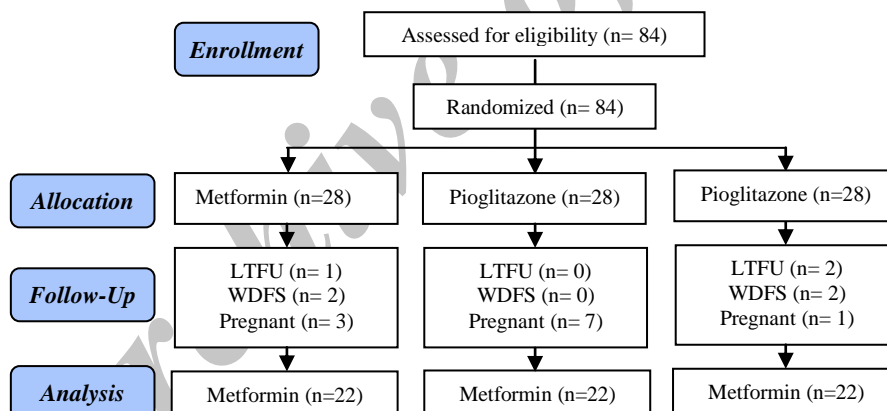 Enrollment
Assessed for eligibility (n= 84)
Randomized (n= 84)
Allocation
Metformin (n=28)
Pioglitazone (n=28)
Pioglitazone (n=28)
Follow-Up
LTFU (n= 1)
WDFS (n= 2)
Pregnant (n= 3)
LTFU (n= 0)
WDFS (n= 0)
Pregnant (n= 7)
LTFU (n= 2)
WDFS (n= 2)
Pregnant (n= 1)
Analysis
Metformin (n=22)
Metformin (n=22)
Metformin (n=22)